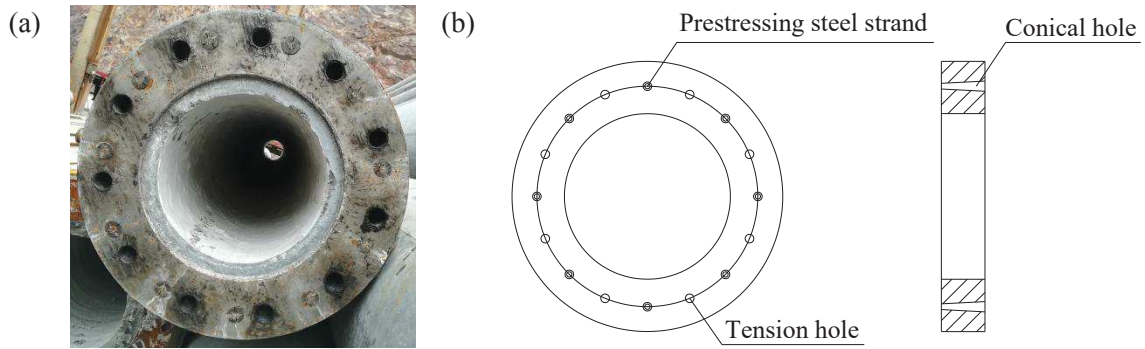 (a)
(b)
Prestressing steel strand
Conical hole
Tension hole